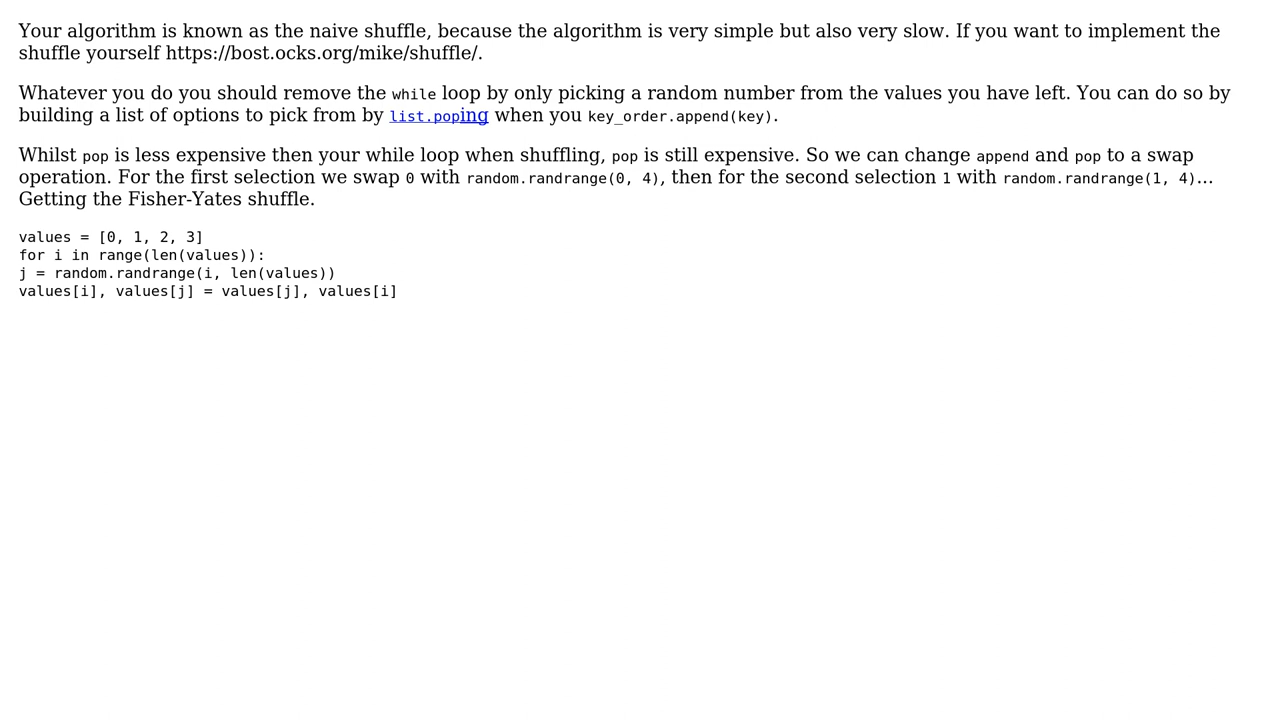 Your algorithm is known as the naive shuffle, because the algorithm is very simple but also very slow. If you want to implement the
shuffle yourself https://bost.ocks.org/mike/shuffle/.
Whatever you do you should remove the while loop by only picking a random number from the values you have left. You can do so by
building a list of options to pick from by list.poping when you key_order.append(key).
Whilst pop is less expensive then your while loop when shuffling, pop is still expensive. So we can change append and pop to a swap
operation. For the first selection we swap 0 with random.randrange(0, 4), then for the second selection 1 with random.randrange(1, 4)...
Getting the Fisher-Yates shuffle.
values = [0, 1, 2, 3]
for i in range(len(values)):
j = random.randrange(i, len(values))
values[i], values[j] = values[j], values[i]